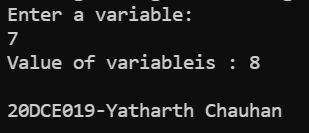 Enter a variable:
7
Value of variableis : 8
20DCE019-Yatharth Chauhan